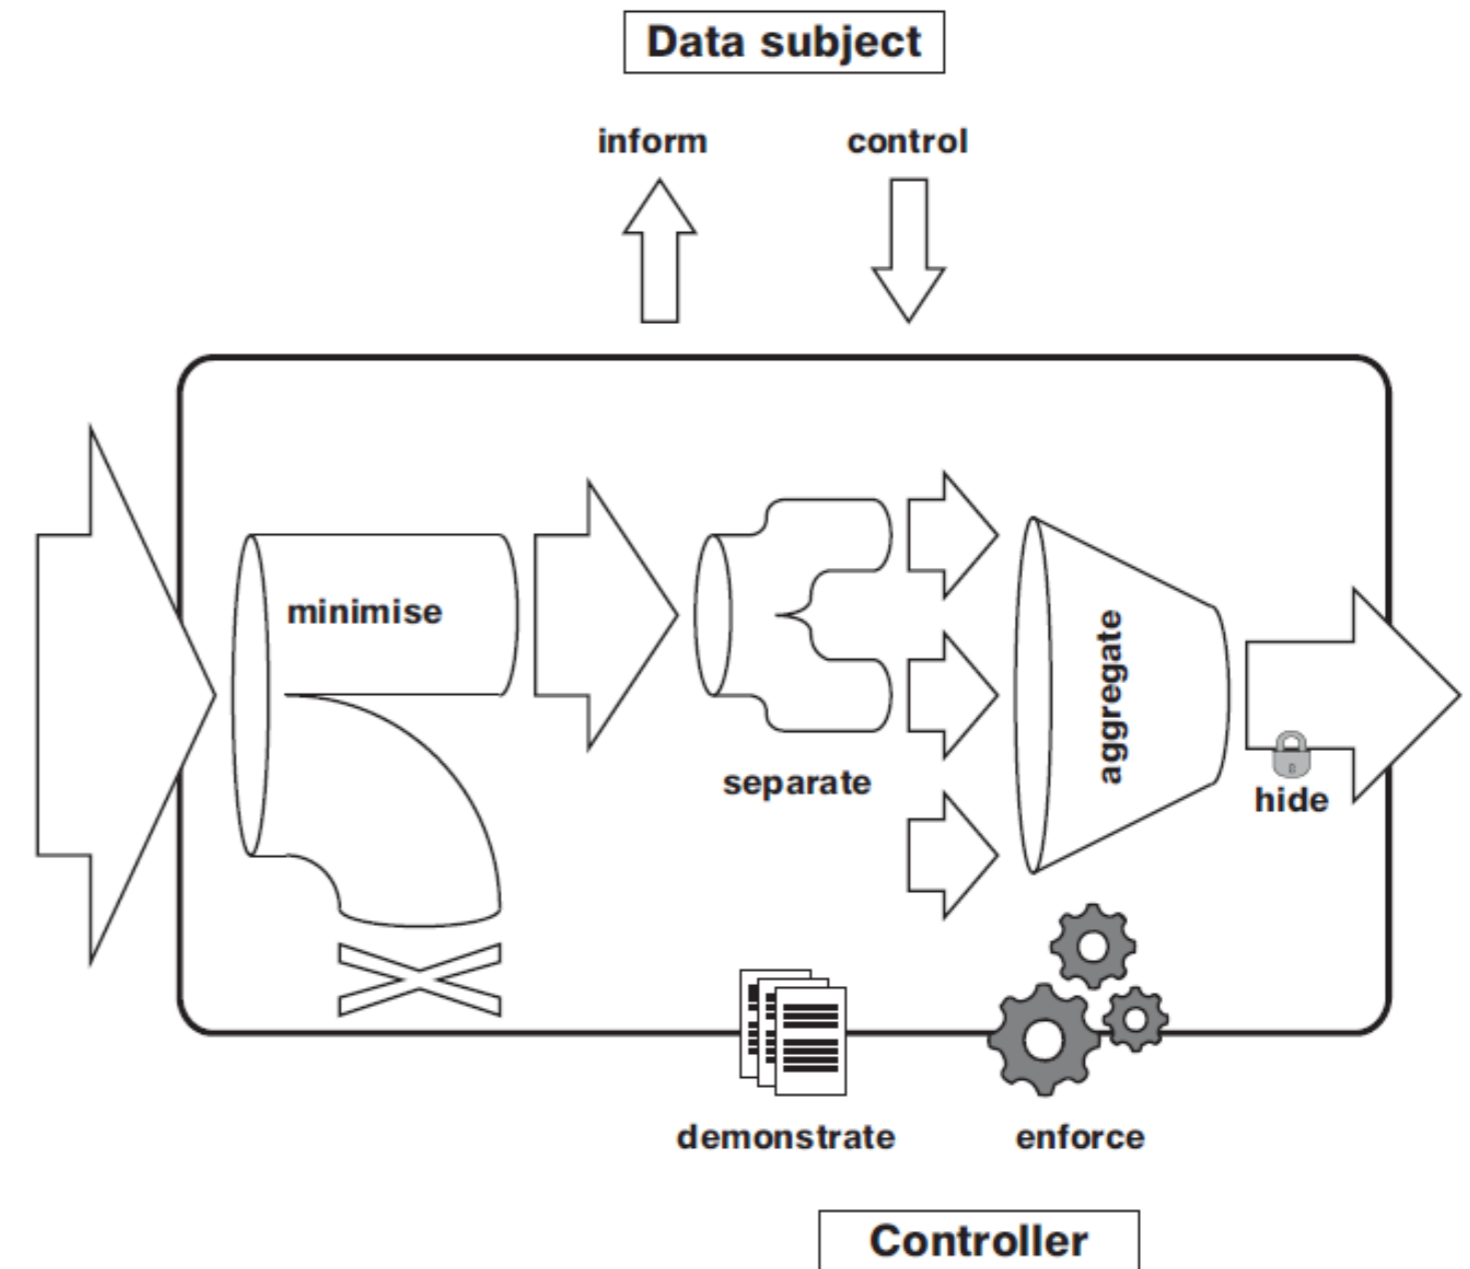 Data subject
inform control
minimise
separate
aggregate
hide
demonstrate enforce
Controller